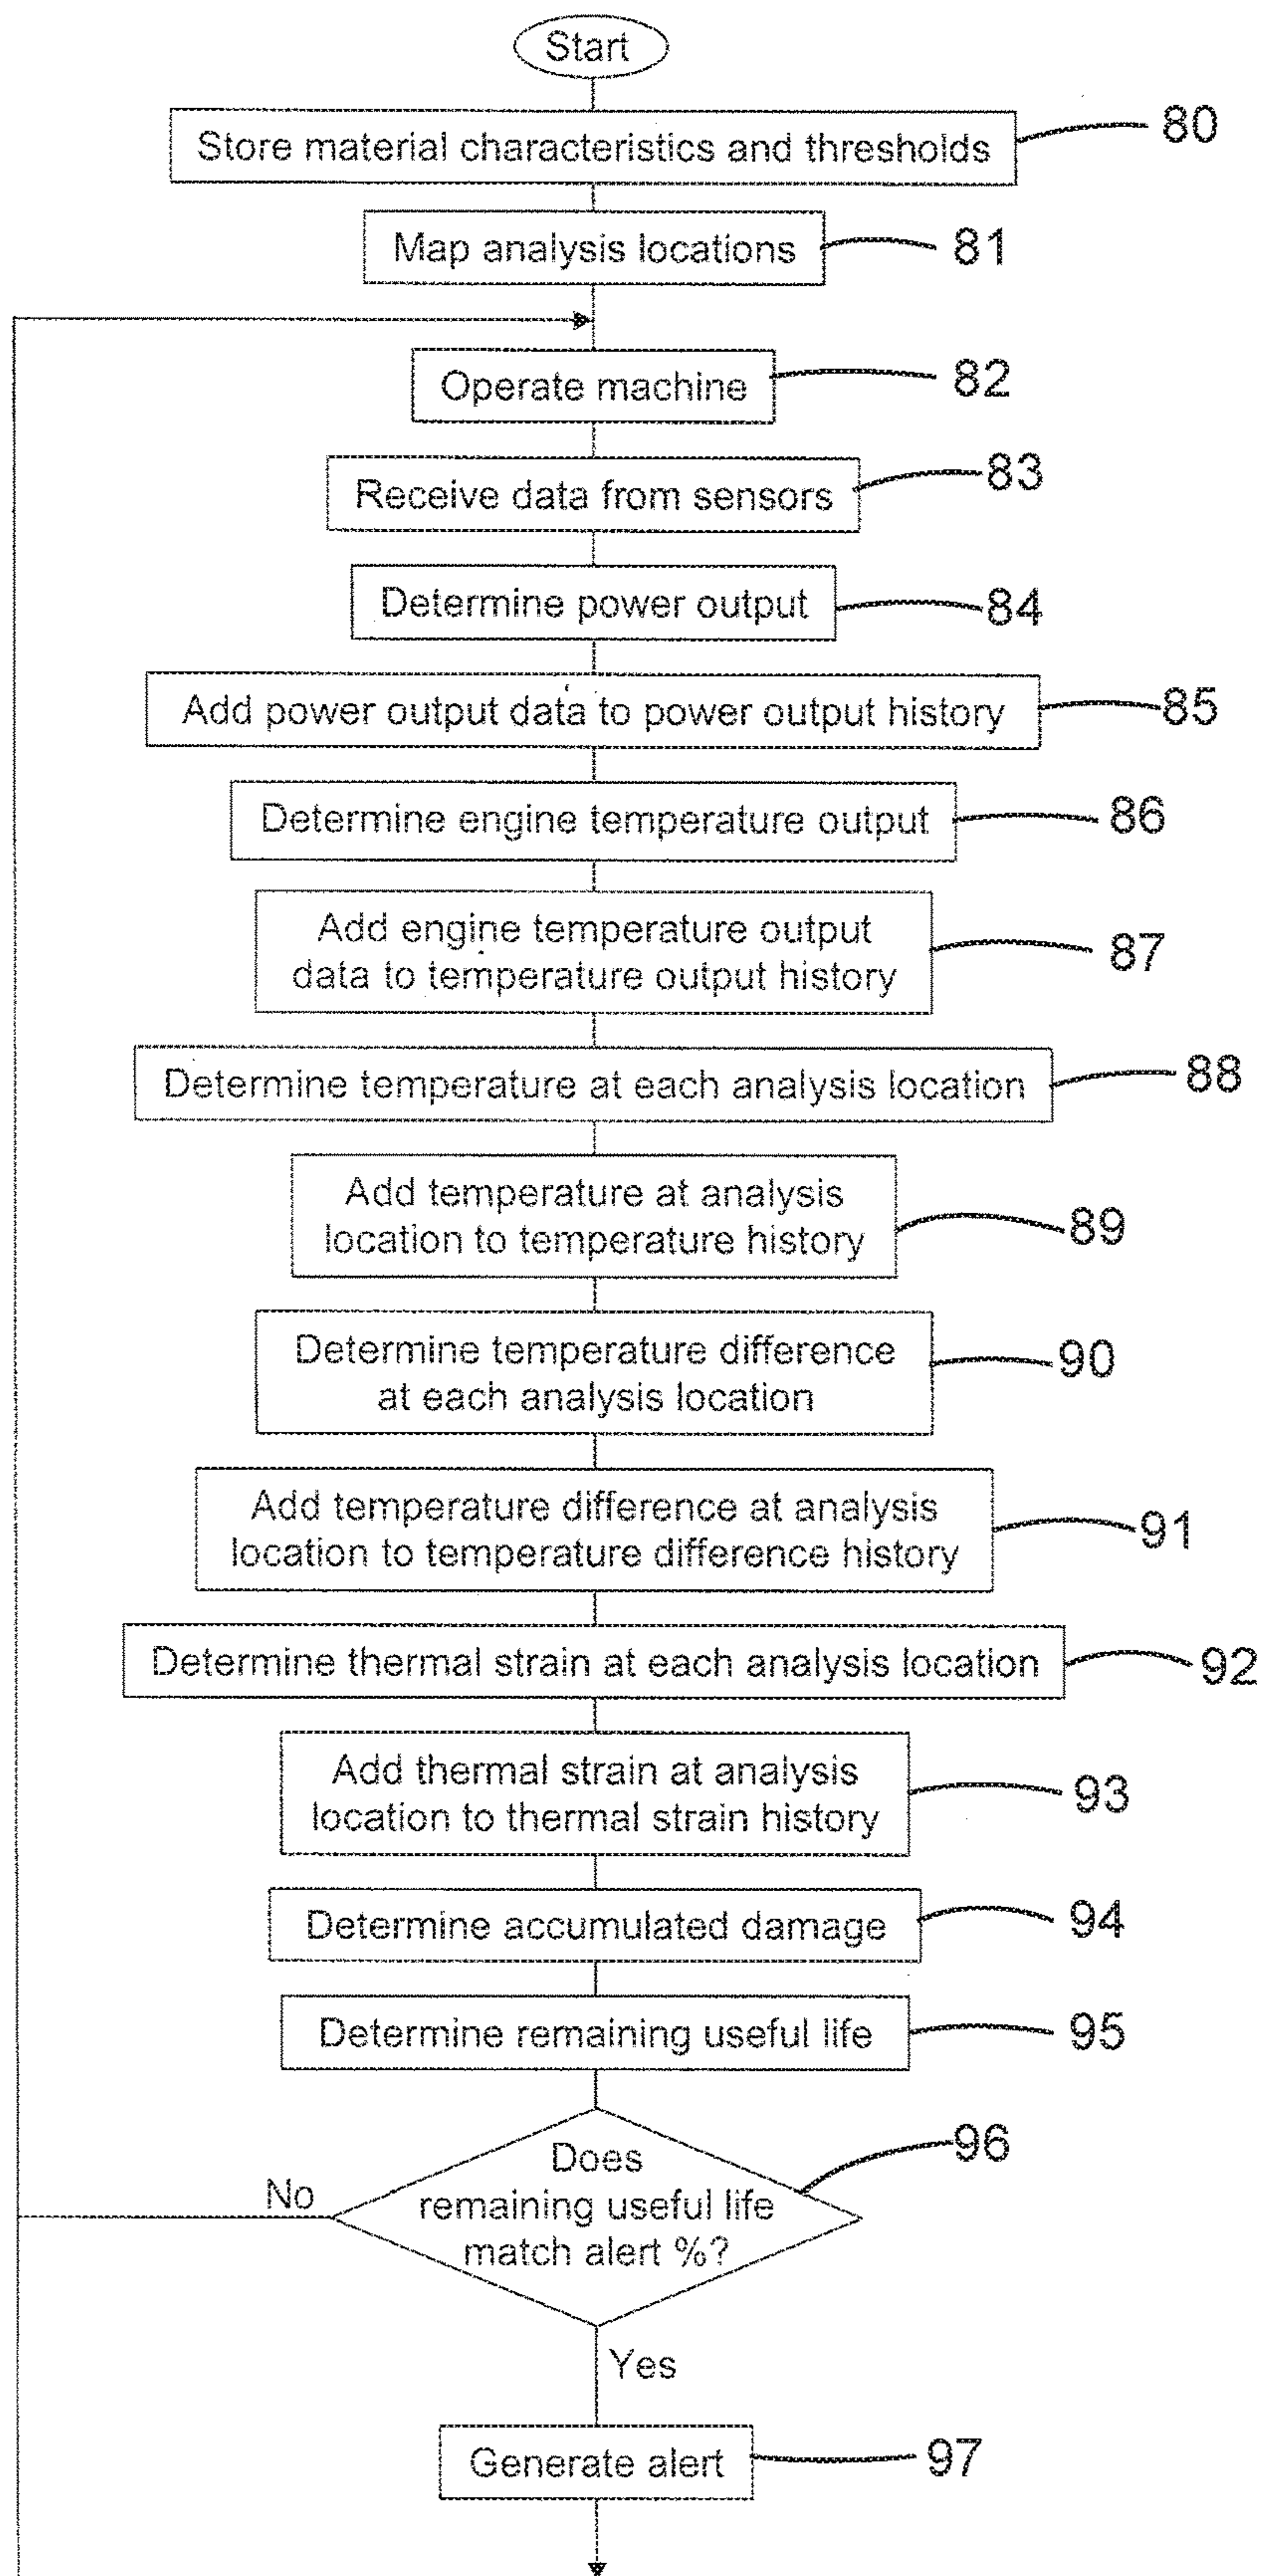 Start
Store material characteristics and thresholds
80
Map analysis locations
81
Operate machine
82
Receive data from sensors
83
Determine power output
84
Add power output data to power output history
85
Determine engine temperature output
86
Add engine temperature output
data to temperature output history
87
Determine temperature at each analysis location
88
Add temperature at analysis
location to temperature history
89
Determine temperature difference
at each analysis location
90
Add temperature difference at analysis
location to temperature difference history
91
Determine thermal strain at each analysis location
92
Add thermal strain at analysis
location to thermal strain history
93
Determine accumulated damage
94
Determine remaining useful life
95
Does
remaining useful life
match alert %?
96
No
Yes
Generate alert
97